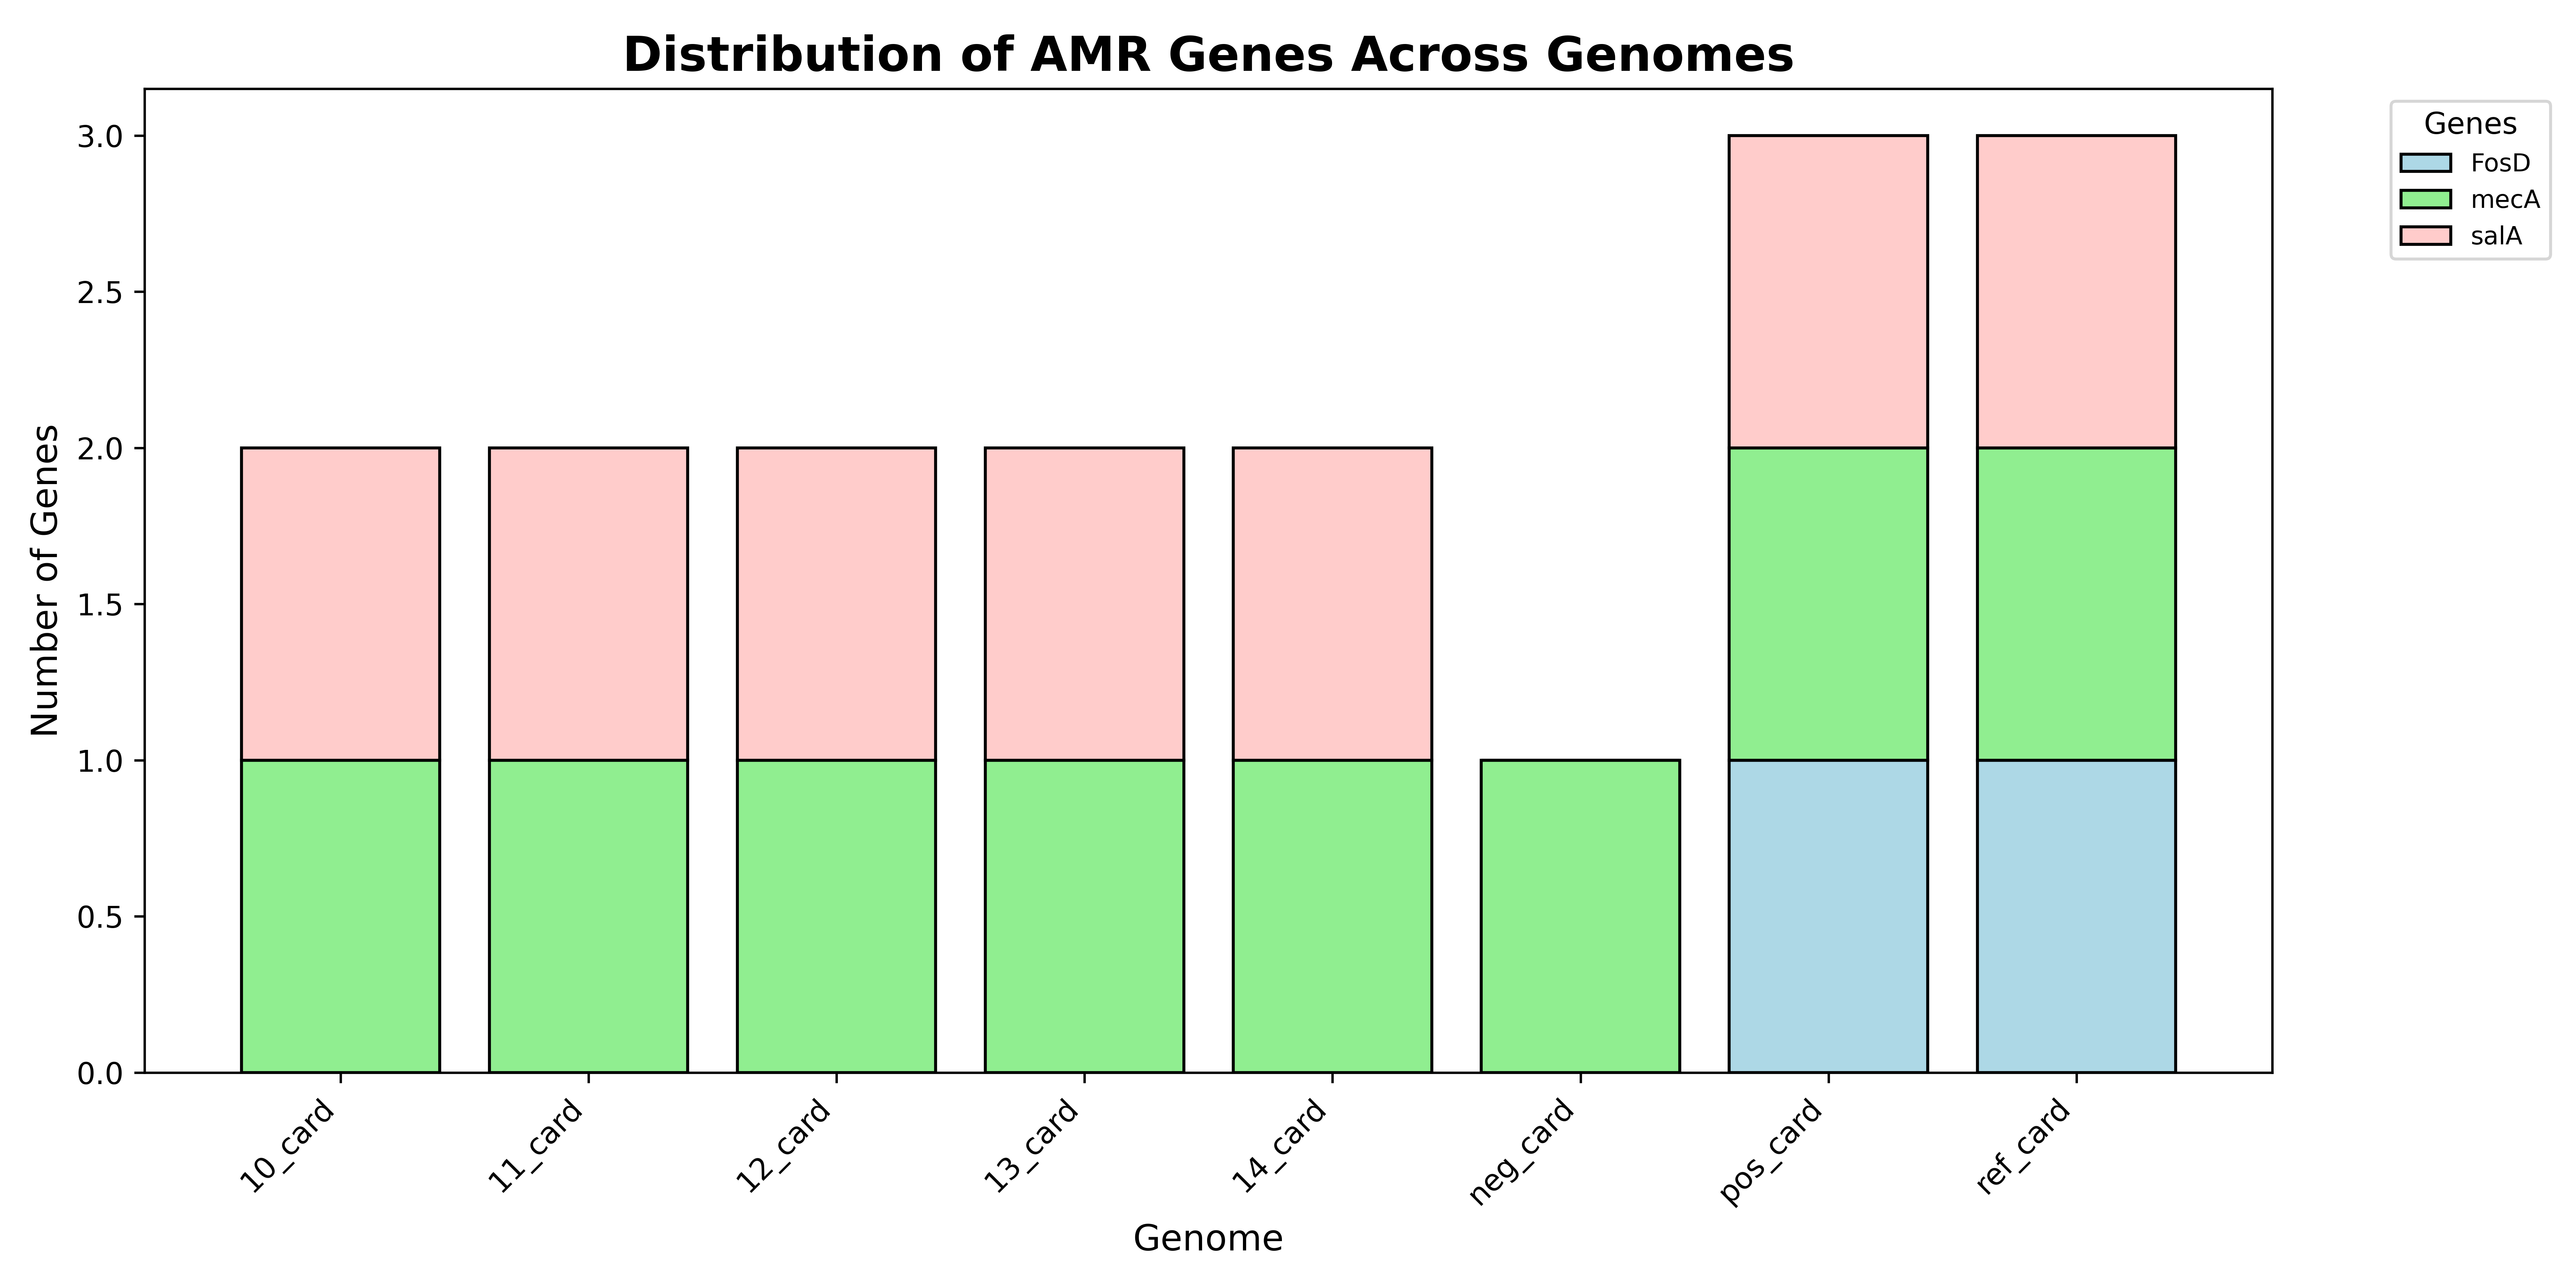 Distribution of AMR Genes Across Genomes
Number of Genes
3.0
2.5
2.0
1.5
1.0
0.5
0.0
10_card
11_card
12_card
13_card
14_card
neg_card
pos_card
ref_card
Genome
Genes
FosD
mecA
salA